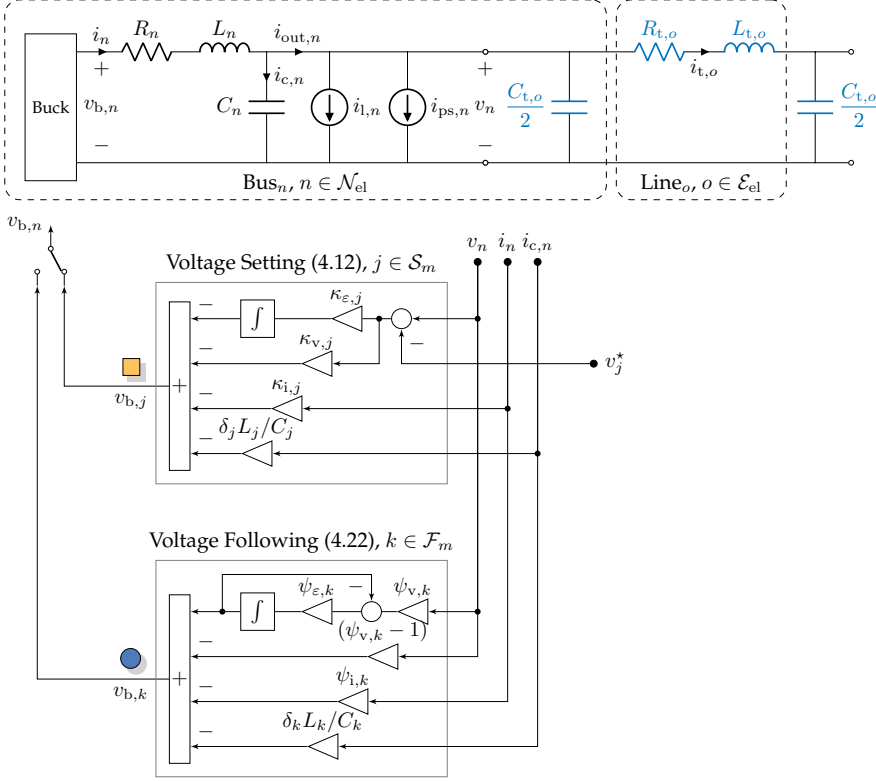 i_n R_n L_n i_out,n
i_c,n
Buck + v_b,n − C_n i_l,n i_ps,n + v_n − C_t,o/2 R_t,o i_t,o L_t,o C_t,o/2
Bus_n, n ∈ N_el Line_o, o ∈ E_el
v_b,n
v_n i_n i_c,n
Voltage Setting (4.12), j ∈ S_m
− ∫ κ_ε,j −
− κ_v,j v_j^⋆
+ v_b,j
− κ_i,j
− δ_j L_j/C_j
Voltage Following (4.22), k ∈ F_m
∫ ψ_ε,k − ψ_v,k
− (ψ_v,k − 1)
+ v_b,k
− ψ_i,k
− δ_k L_k/C_k